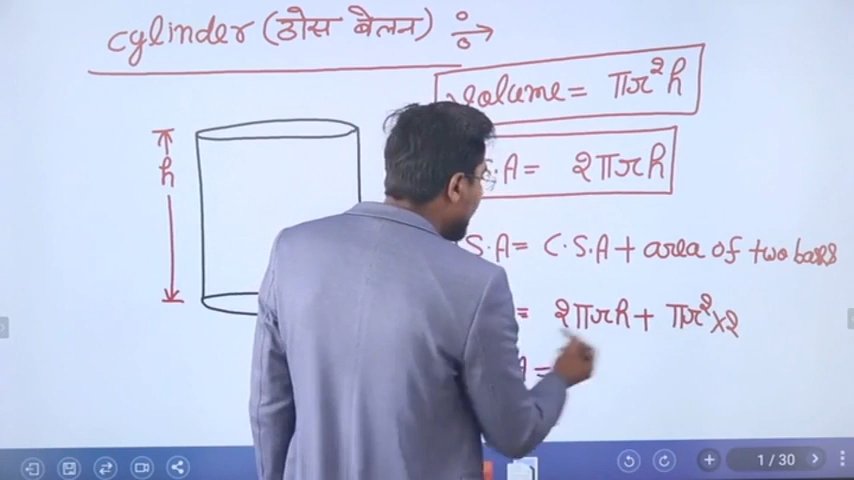 cylinder (ठोस बेलन) ÷→
volume = πr²h
S.A = 2πrh
h
S.A = C.S.A + area of two bases
= 2πrh + πr²×2
A =
1 / 30